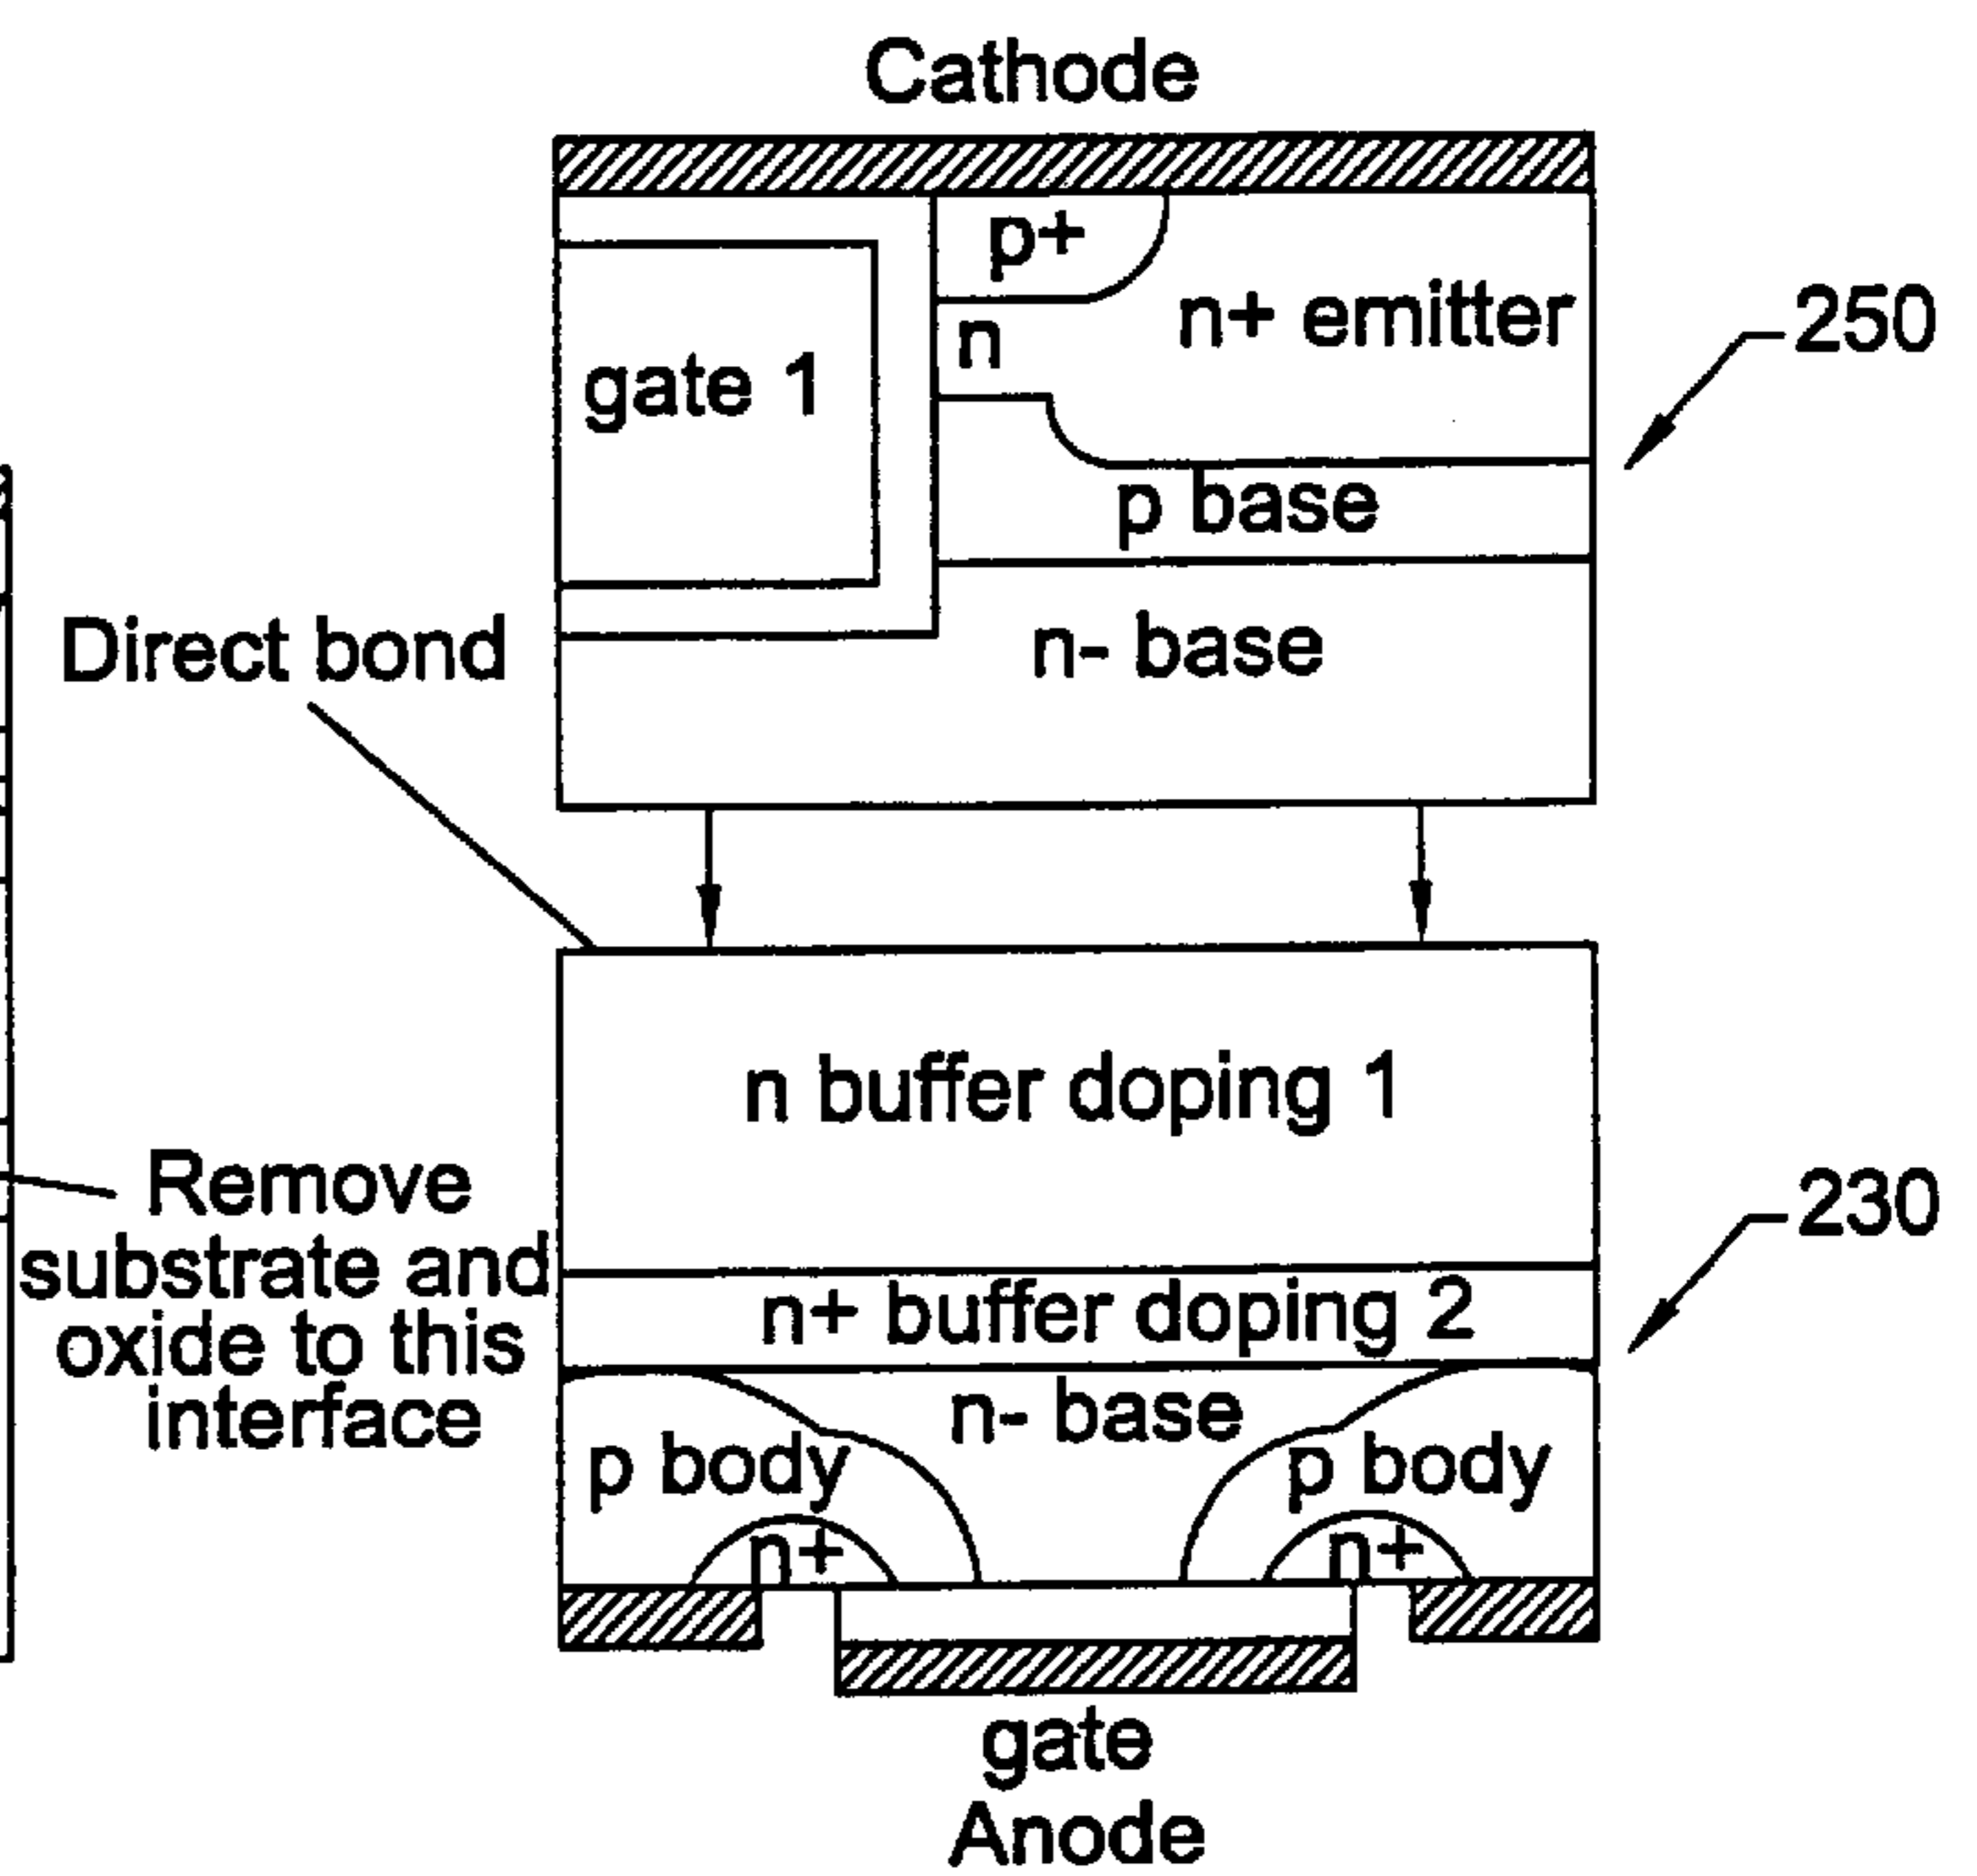 Cathode
p+
n+ emitter
n
250
gate 1
p base
Direct bond
n- base
n buffer doping 1
Remove
substrate and
oxide to this
interface
230
n+ buffer doping 2
n- base
p body
p body
n+
n+
gate
Anode